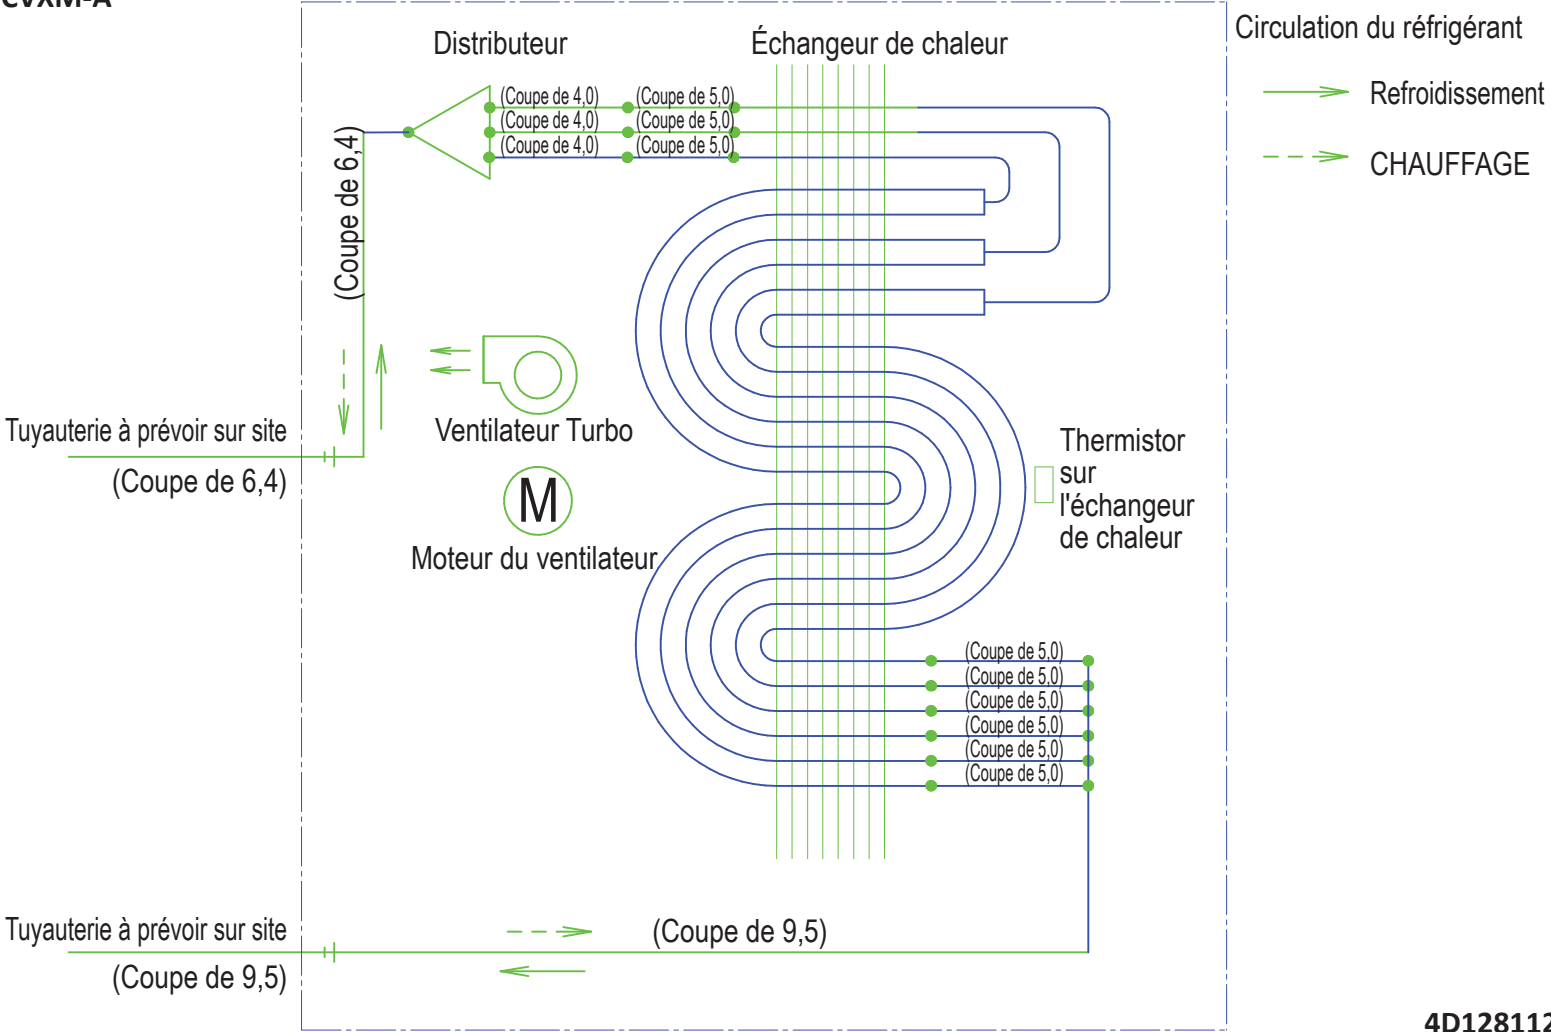 CVXM-A
Distributeur
Échangeur de chaleur
Circulation du réfrigérant
Refroidissement
CHAUFFAGE
(Coupe de 4,0) (Coupe de 5,0)
(Coupe de 4,0) (Coupe de 5,0)
(Coupe de 4,0) (Coupe de 5,0)
(Coupe de 6,4)
Tuyauterie à prévoir sur site
(Coupe de 6,4)
Ventilateur Turbo
M
Moteur du ventilateur
Thermistor
sur
l'échangeur
de chaleur
(Coupe de 5,0)
(Coupe de 5,0)
(Coupe de 5,0)
(Coupe de 5,0)
(Coupe de 5,0)
(Coupe de 5,0)
Tuyauterie à prévoir sur site
(Coupe de 9,5)
(Coupe de 9,5)
4D128112